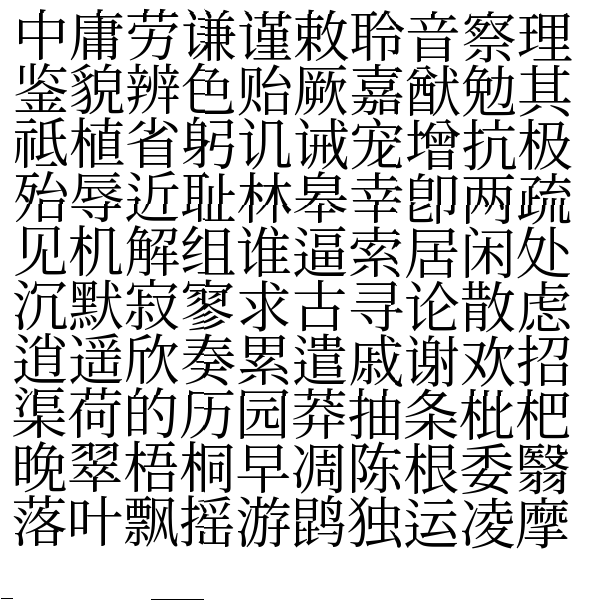 中庸劳谦谨敕聆音察理
鉴貌辨色贻厥嘉猷勉其
祗植省躬讥诫宠增抗极
殆辱近耻林皋幸即两疏
见机解组谁逼索居闲处
沉默寂寥求古寻论散虑
逍遥欣奏累遣戚谢欢招
渠荷的历园莽抽条枇杷
晚翠梧桐早凋陈根委翳
落叶飘摇游鹍独运凌摩